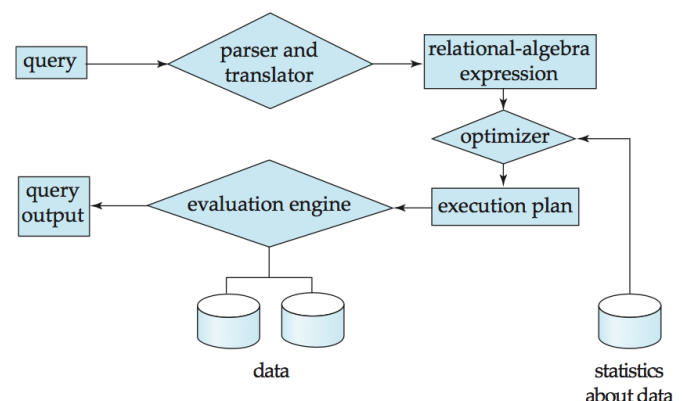 query
parser and
translator
relational-algebra
expression
optimizer
query
output
evaluation engine
execution plan
data
statistics
about data